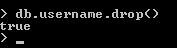 > db.username.drop()
true
>